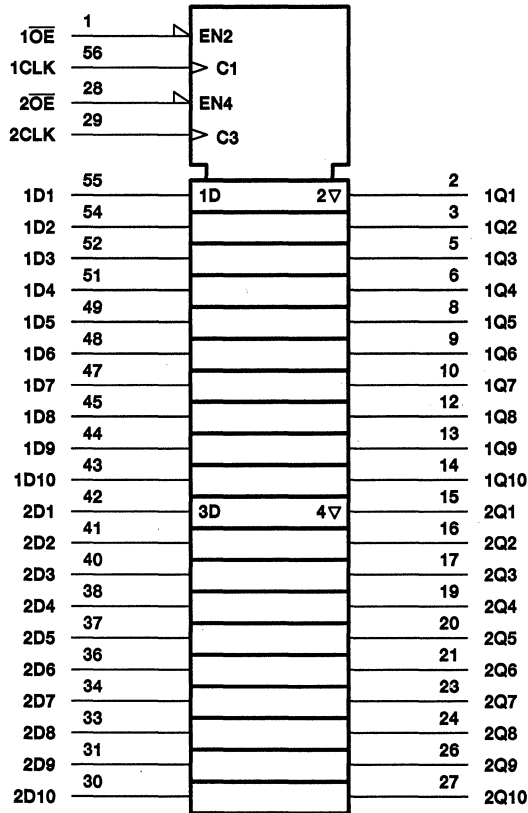 1 1O̅E̅ EN2
56 1CLK C1
28 2O̅E̅ EN4
29 2CLK C3
1D1 55 1D 2▽ 2 1Q1
1D2 54 3 1Q2
1D3 52 5 1Q3
1D4 51 6 1Q4
1D5 49 8 1Q5
1D6 48 9 1Q6
1D7 47 10 1Q7
1D8 45 12 1Q8
1D9 44 13 1Q9
1D10 43 14 1Q10
2D1 42 3D 4▽ 15 2Q1
2D2 41 16 2Q2
2D3 40 17 2Q3
2D4 38 19 2Q4
2D5 37 20 2Q5
2D6 36 21 2Q6
2D7 34 23 2Q7
2D8 33 24 2Q8
2D9 31 26 2Q9
2D10 30 27 2Q10